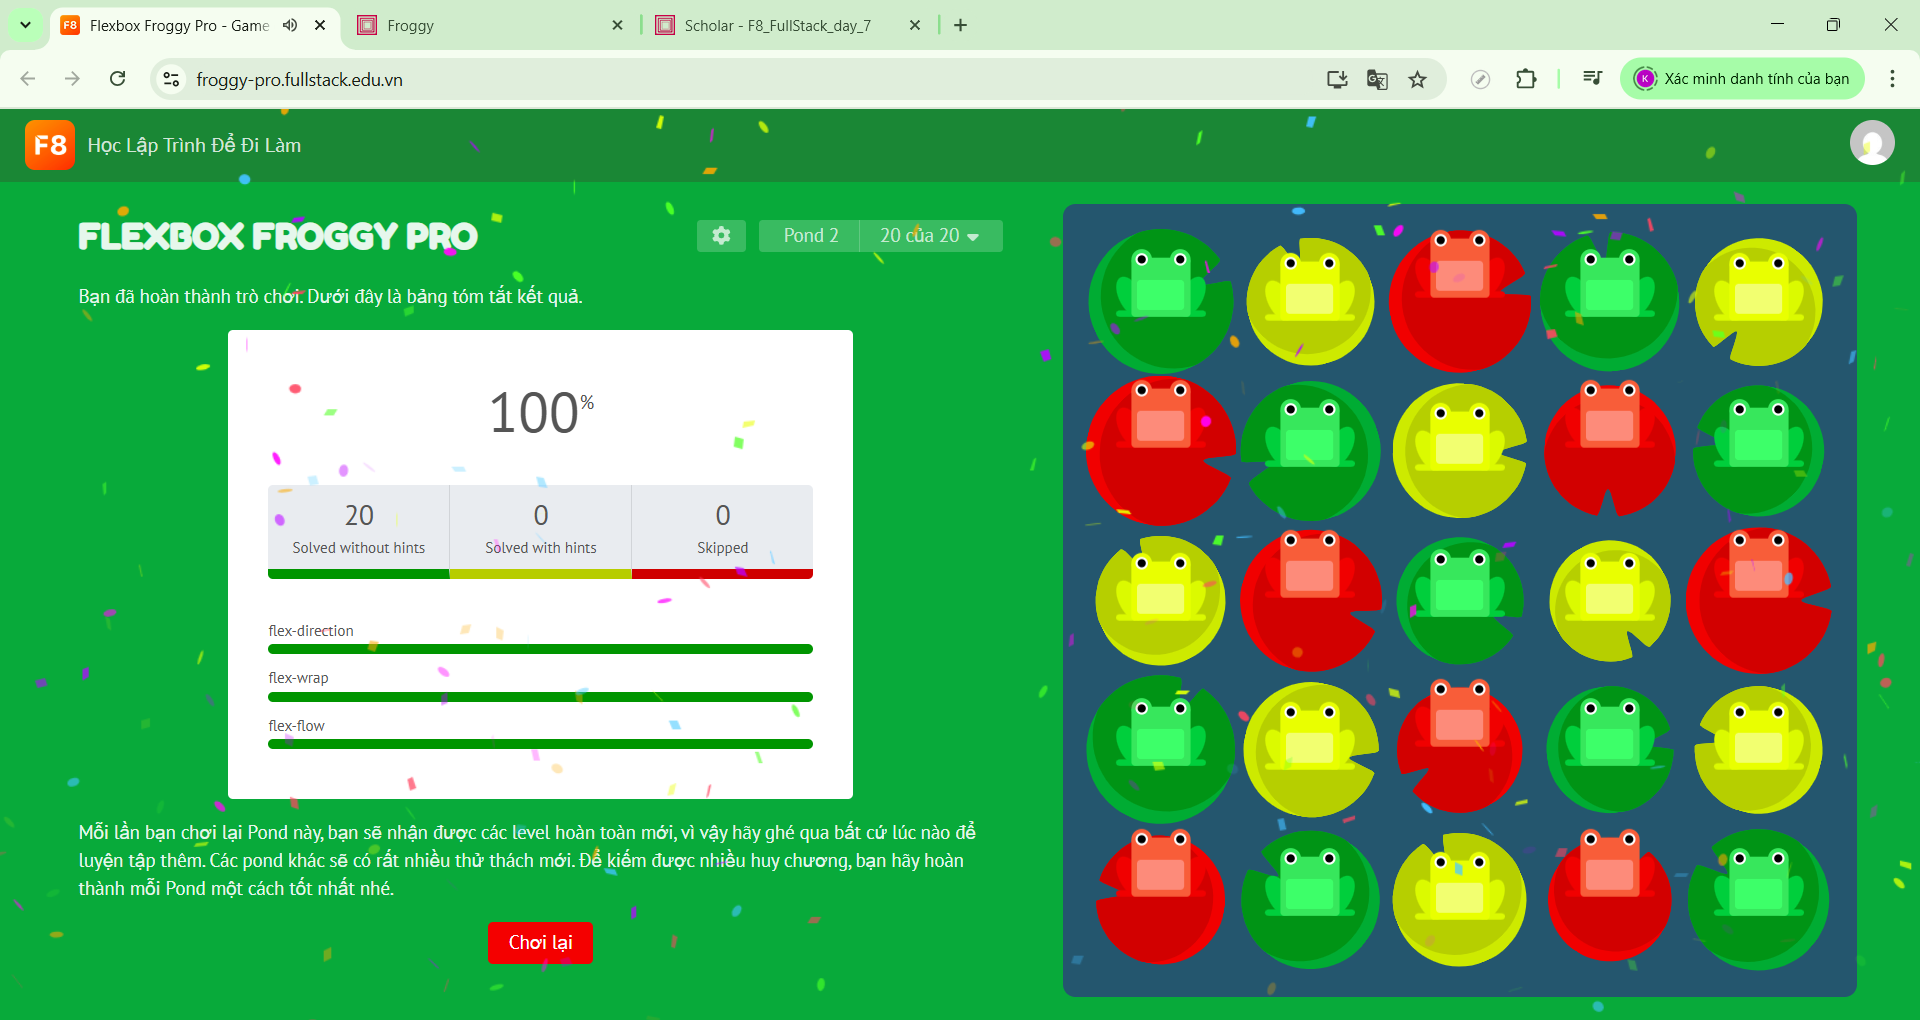 Flexbox Froggy Pro - Game
Froggy
Scholar - F8_FullStack_day_7
froggy-pro.fullstack.edu.vn
K
Xác minh danh tính của bạn
F8
Học Lập Trình Để Đi Làm
FLEXBOX FROGGY PRO
Pond 2
20 của 20
Bạn đã hoàn thành trò chơi. Dưới đây là bảng tóm tắt kết quả.
100%
20
0
0
Solved without hints
Solved with hints
Skipped
flex-direction
flex-wrap
flex-flow
Mỗi lần bạn chơi lại Pond này, bạn sẽ nhận được các level hoàn toàn mới, vì vậy hãy ghé qua bất cứ lúc nào để
luyện tập thêm. Các pond khác sẽ có rất nhiều thử thách mới. Để kiếm được nhiều huy chương, bạn hãy hoàn
thành mỗi Pond một cách tốt nhất nhé.
Chơi lại